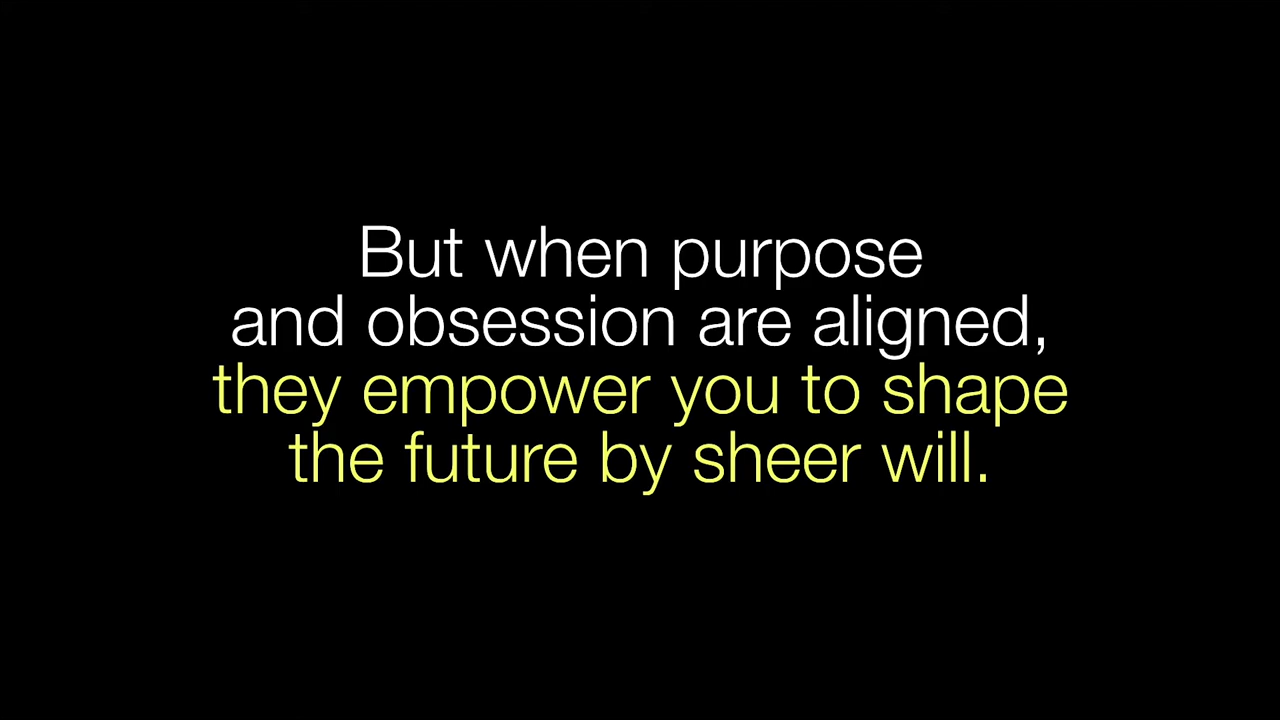 But when purpose
and obsession are aligned,
they empower you to shape
the future by sheer will.